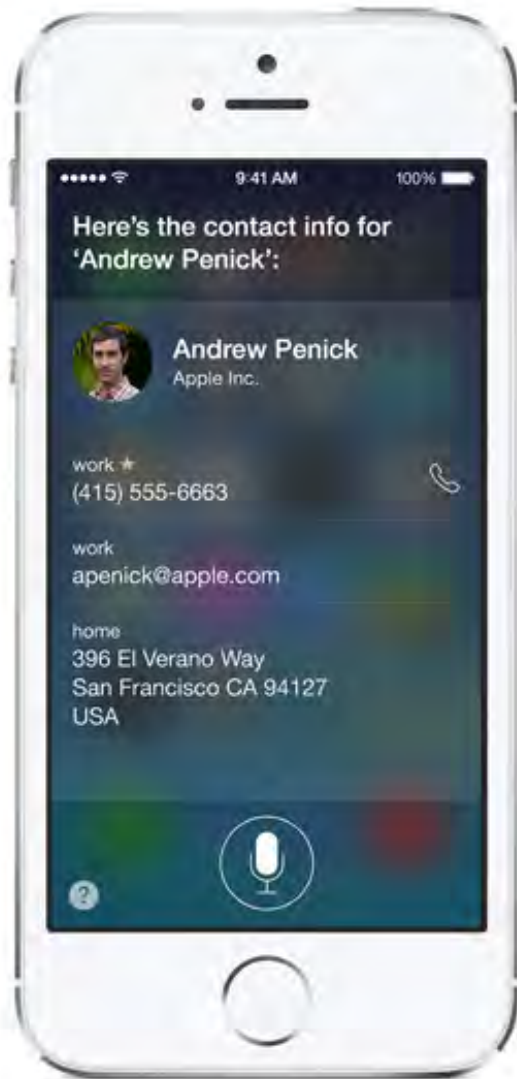 9:41 AM 100%
Here's the contact info for
‘Andrew Penick’:
Andrew Penick
Apple Inc.
work ★
(415) 555-6663
work
apenick@apple.com
home
396 El Verano Way
San Francisco CA 94127
USA
?